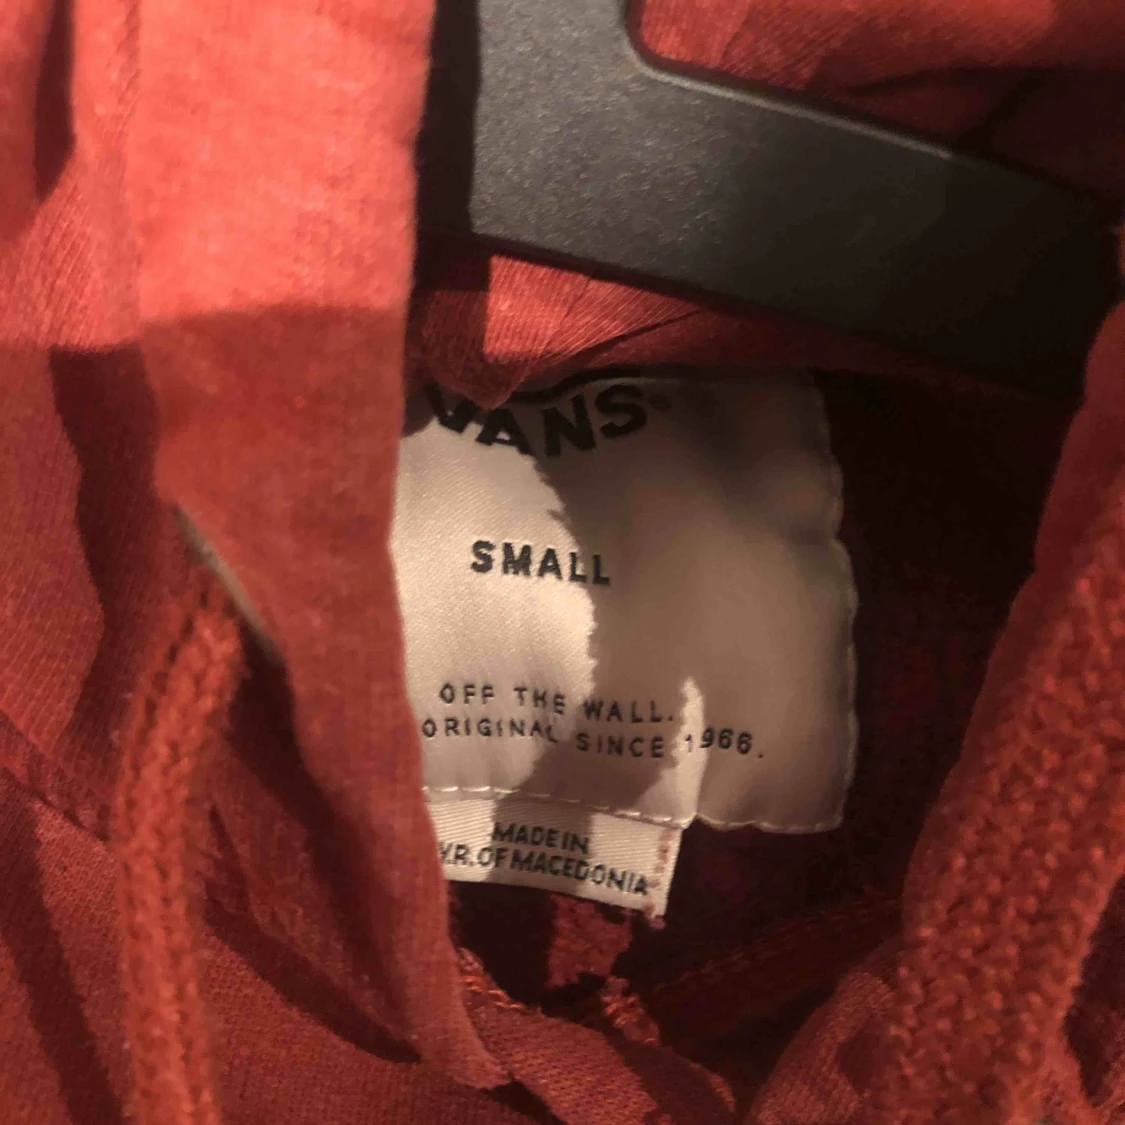 VANS
SMALL
OFF THE WALL.
ORIGINAL SINCE 1966.
MADE IN
Y.R. OF MACEDONIA